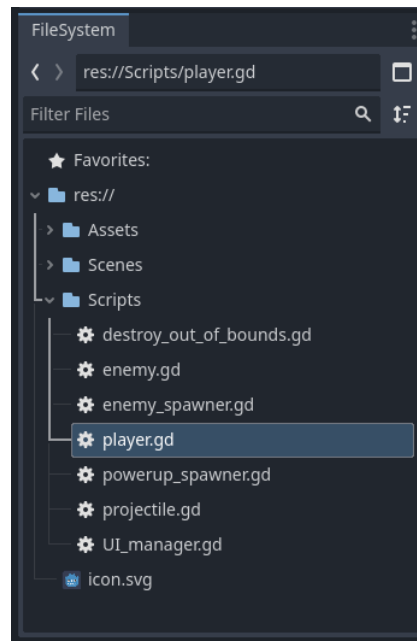 FileSystem
res://Scripts/player.gd
Filter Files
Favorites:
res://
Assets
Scenes
Scripts
destroy_out_of_bounds.gd
enemy.gd
enemy_spawner.gd
player.gd
powerup_spawner.gd
projectile.gd
UI_manager.gd
icon.svg